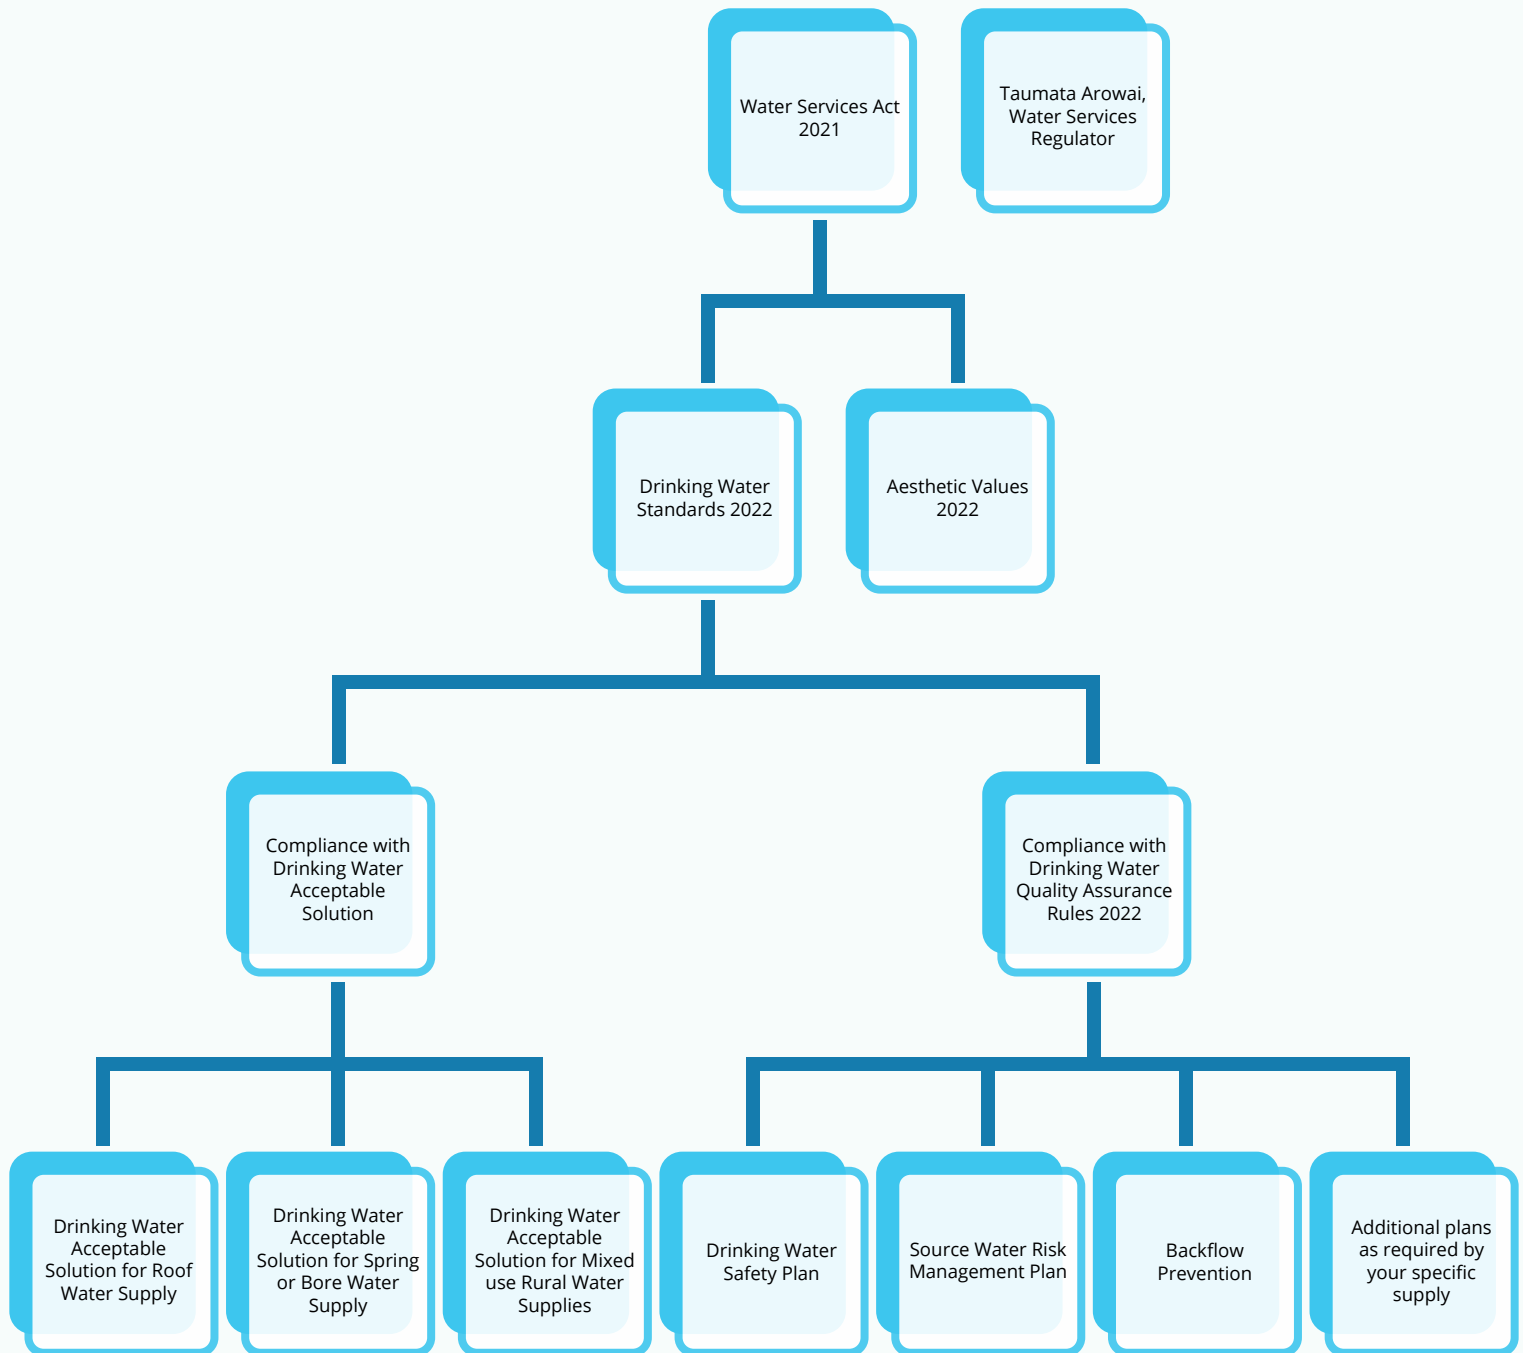 Water Services Act
2021
Taumata Arowai,
Water Services
Regulator
Drinking Water
Standards 2022
Aesthetic Values
2022
Compliance with
Drinking Water
Acceptable
Solution
Compliance with
Drinking Water
Quality Assurance
Rules 2022
Drinking Water
Acceptable
Solution for Roof
Water Supply
Drinking Water
Acceptable
Solution for Spring
or Bore Water
Supply
Drinking Water
Acceptable
Solution for Mixed
use Rural Water
Supplies
Drinking Water
Safety Plan
Source Water Risk
Management Plan
Backflow
Prevention
Additional plans
as required by
your specific
supply